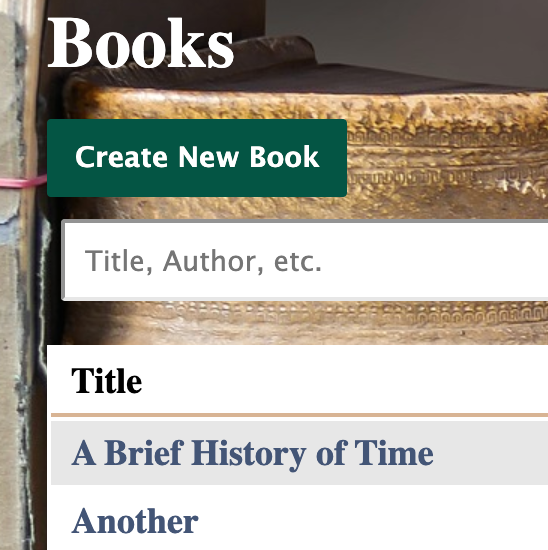 Books
Create New Book
Title, Author, etc.
Title
A Brief History of Time
Another